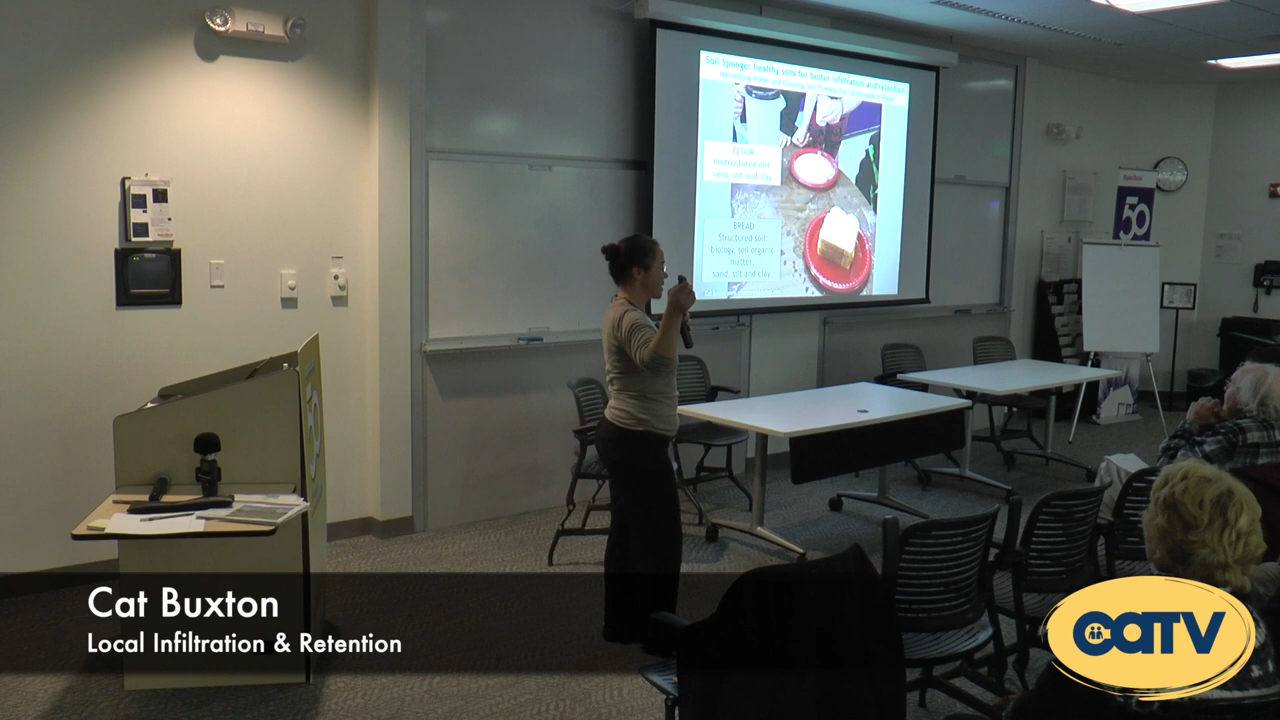 Soil Sponge: healthy soils for better infiltration and retention
FLOUR
Unstructured dirt,
sand, silt and clay
BREAD
Structured soil:
biology, soil organic
matter,
sand, silt and clay
50
50
Cat Buxton
Local Infiltration & Retention
CATV